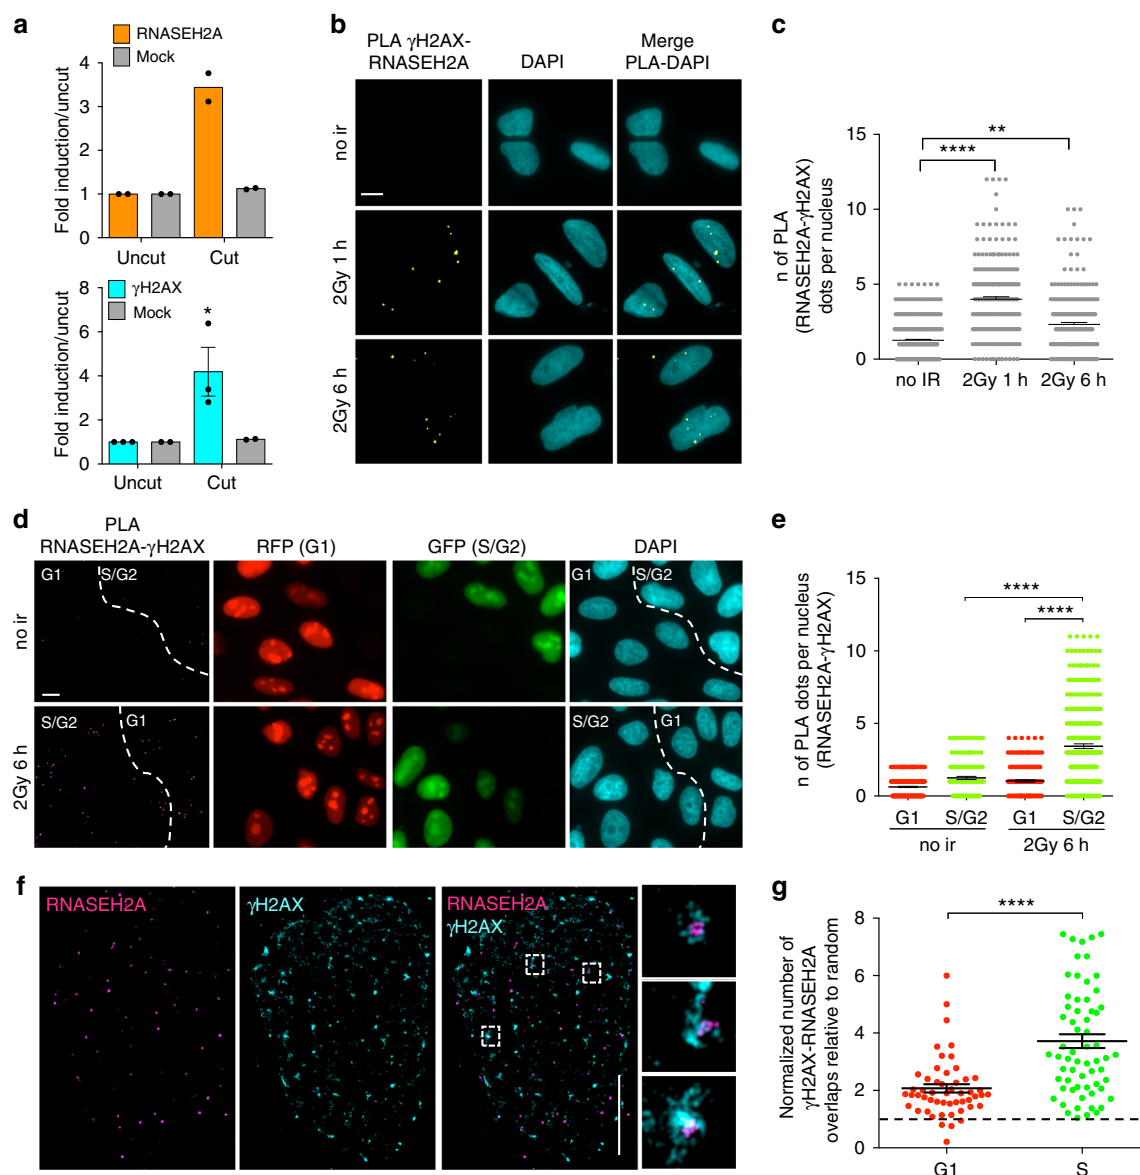 a
RNASEH2A
Mock
Fold induction/uncut
4
3
2
1
0
Uncut
Cut
γH2AX
Mock
Fold induction/uncut
8
6
4
2
0
*
Uncut
Cut
b
PLA γH2AX-
RNASEH2A
DAPI
Merge
PLA-DAPI
no ir
2Gy 1 h
2Gy 6 h
c
n of PLA
(RNASEH2A-γH2AX)
dots per nucleus
15
10
5
0
**
****
no IR
2Gy 1 h
2Gy 6 h
d
PLA
RNASEH2A-γH2AX
RFP (G1)
GFP (S/G2)
DAPI
no ir
G1
S/G2
G1
S/G2
2Gy 6 h
S/G2
G1
S/G2
G1
e
n of PLA dots per nucleus
(RNASEH2A-γH2AX)
15
10
5
0
****
****
G1
S/G2
G1
S/G2
no ir
2Gy 6 h
f
RNASEH2A
γH2AX
RNASEH2A
γH2AX
g
Normalized number of
γH2AX-RNASEH2A
overlaps relative to random
8
6
4
2
0
****
G1
S